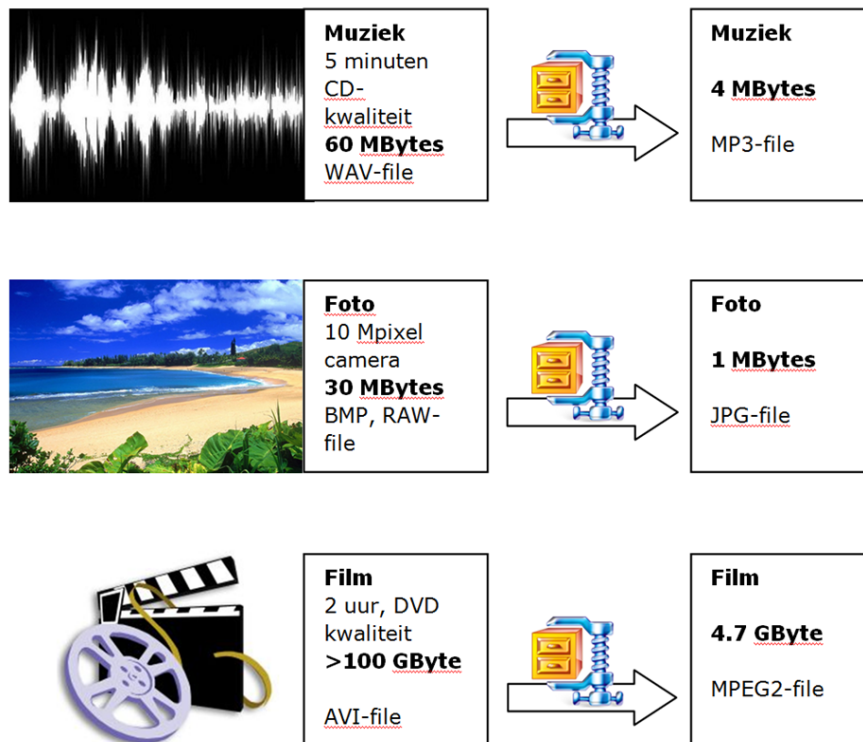 Muziek
5 minuten
CD-
kwaliteit
60 MBytes
WAV-file
Muziek
4 MBytes
MP3-file
Foto
10 Mpixel
camera
30 MBytes
BMP, RAW-
file
Foto
1 MBytes
JPG-file
Film
2 uur, DVD
kwaliteit
>100 GByte
AVI-file
Film
4.7 GByte
MPEG2-file